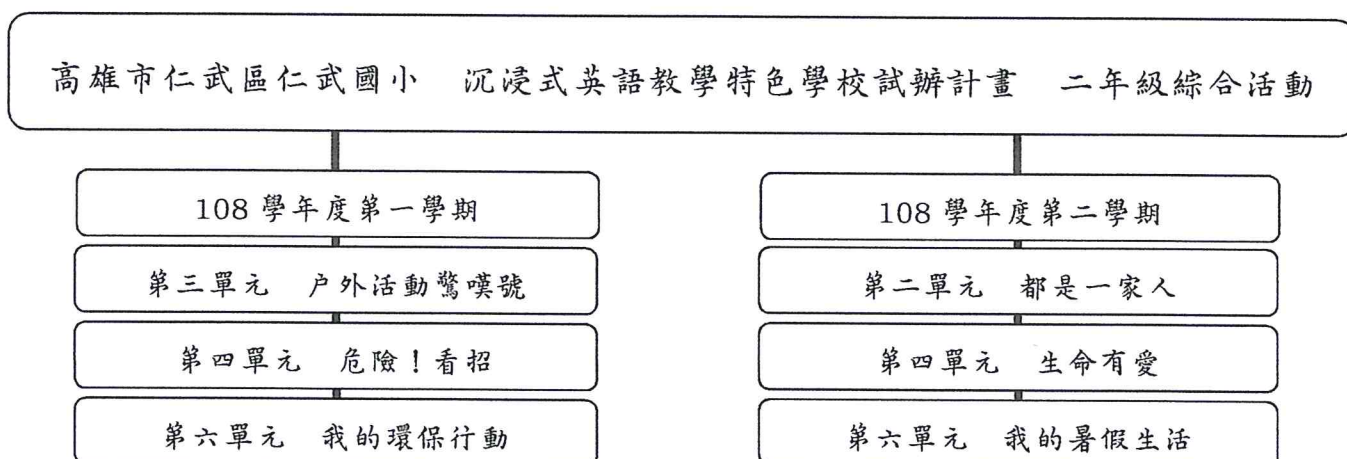 高雄市仁武區仁武國小　沉浸式英語教學特色學校試辦計畫　二年級綜合活動
108 學年度第一學期
第三單元　戶外活動驚嘆號
第四單元　危險！看招
第六單元　我的環保行動
108 學年度第二學期
第二單元　都是一家人
第四單元　生命有愛
第六單元　我的暑假生活